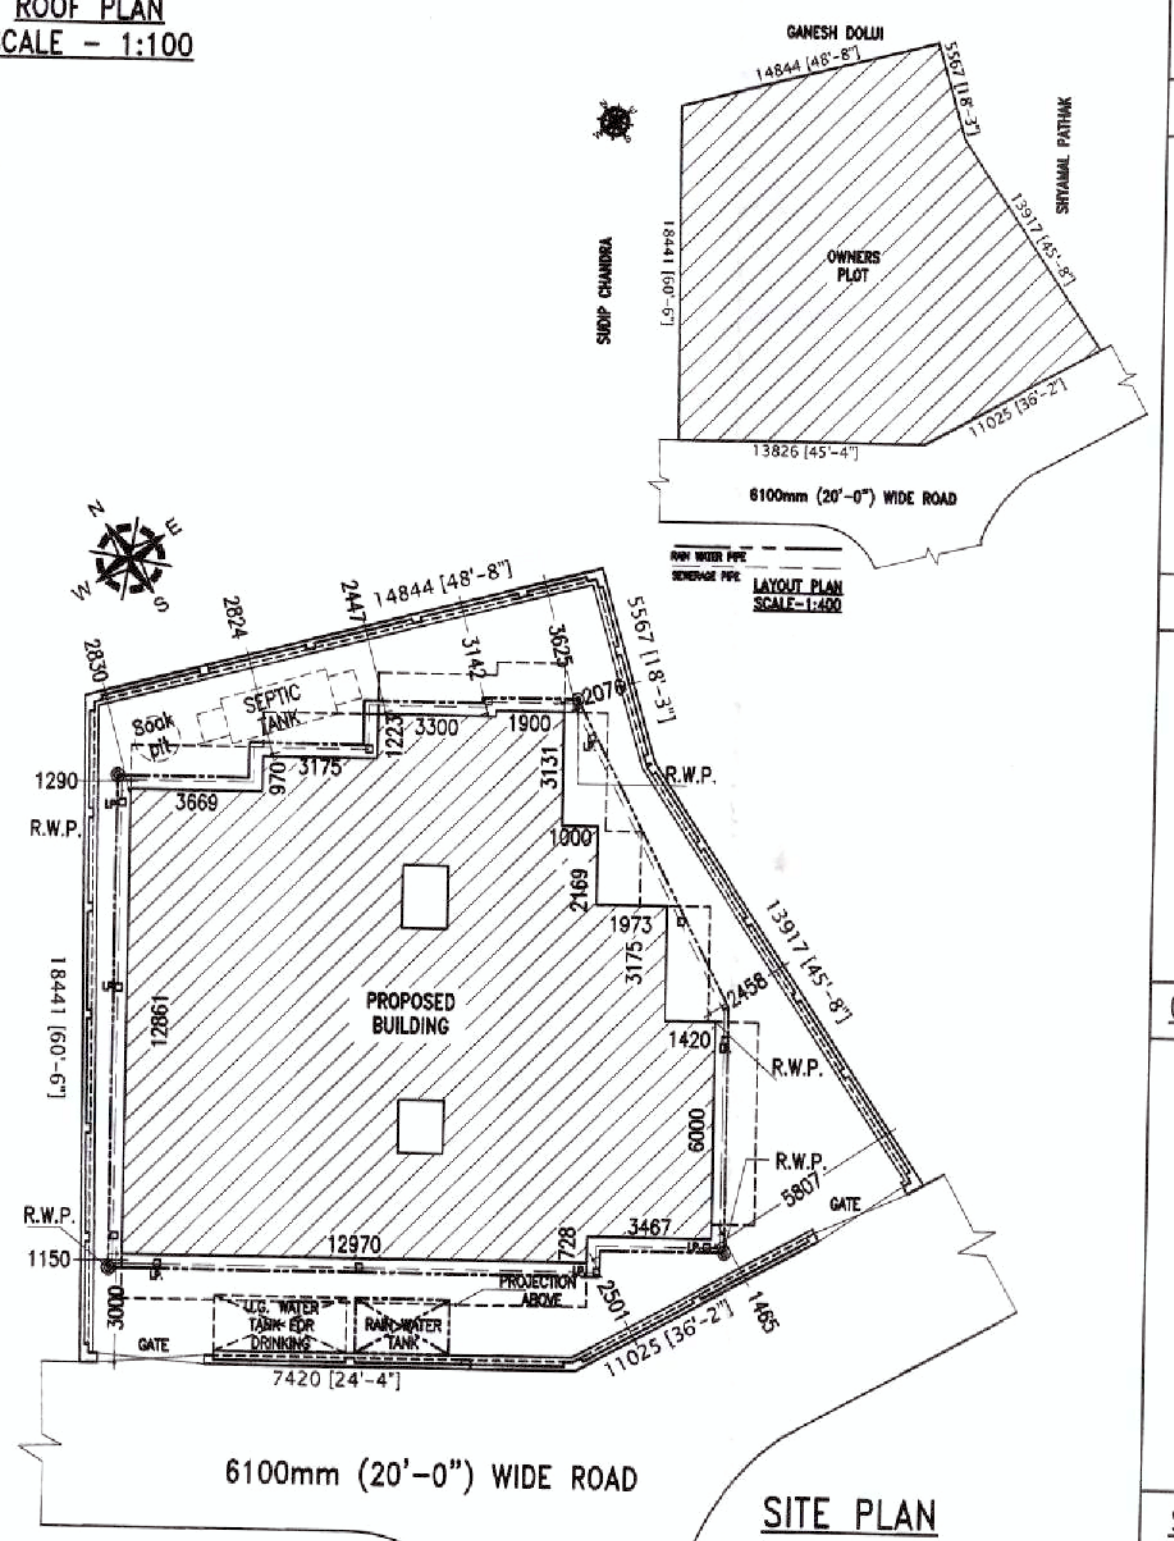 ROOF PLAN
SCALE - 1:100
GANESH DOLUI
14844 [48'-8"]
5567 [18'-3"]
SHYAMAL PATHAK
13917 [45'-8"]
SUDIP CHANDRA
18441 [60'-6"]
OWNERS
PLOT
11025 [36'-2"]
13826 [45'-4"]
6100mm (20'-0") WIDE ROAD
RAIN WATER PIPE
SEWERAGE PIPE
LAYOUT PLAN
SCALE-1:400
N
E
W
S
14844 [48'-8"]
2830
2824
2447
3142
3625
5567 [18'-3"]
207
Soak
pit
SEPTIC
TANK
1290
R.W.P.
3669
970
3175
1223
3300
1900
3131
R.W.P.
1000
2169
1973
3175
13917 [45'-8"]
2458
18441 [60'-6"]
12861
PROPOSED
BUILDING
1420
R.W.P.
6000
R.W.P.
5807
GATE
R.W.P.
1150
3000
12970
728
3467
PROJECTION
ABOVE
2501
1465
U.G. WATER
TANK FOR
DRINKING
RAIN WATER
TANK
GATE
7420 [24'-4"]
11025 [36'-2"]
6100mm (20'-0") WIDE ROAD
SITE PLAN